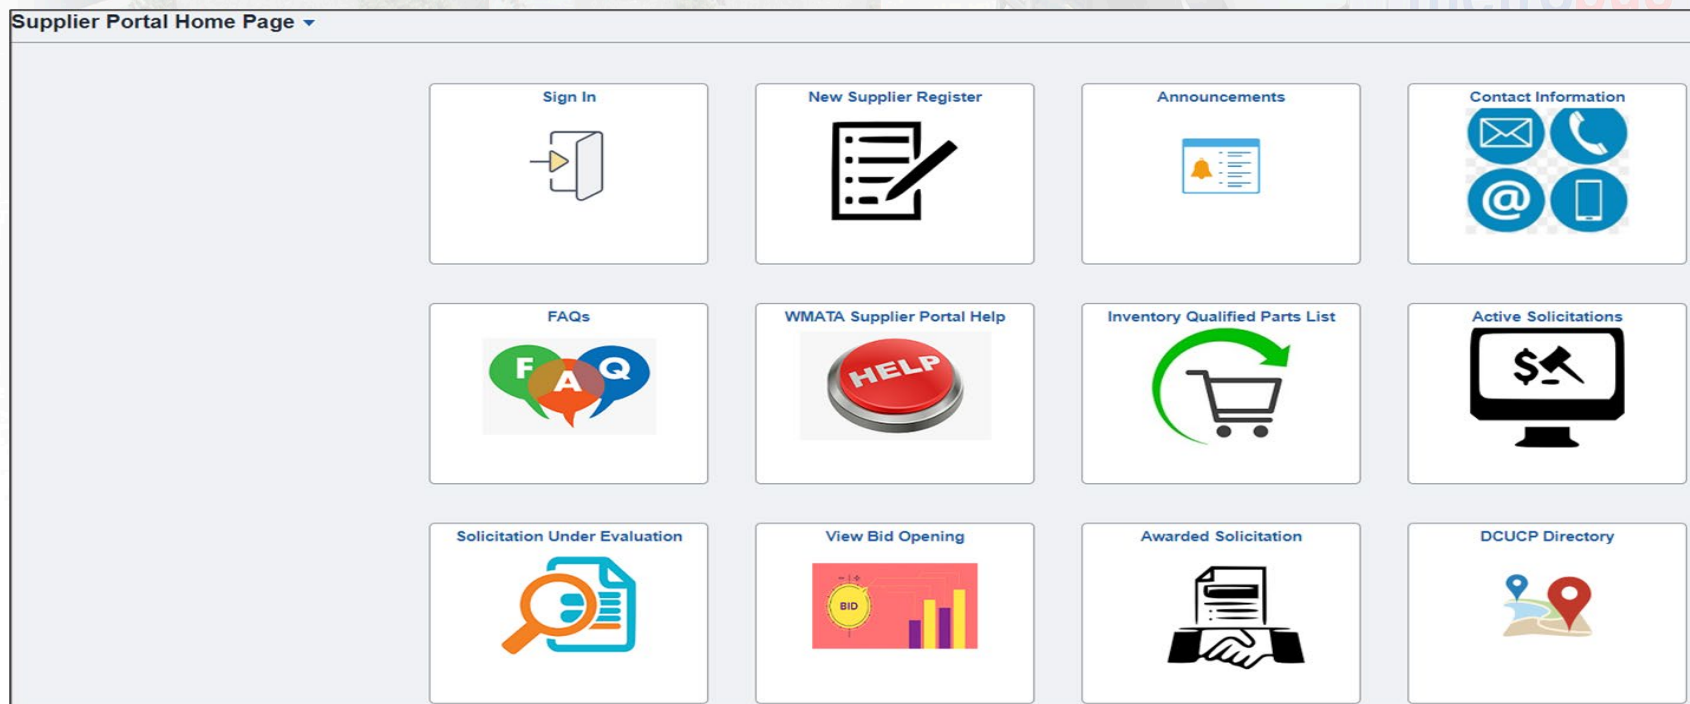 Supplier Portal Home Page
Sign In
New Supplier Register
Announcements
Contact Information
@
FAQs
WMATA Supplier Portal Help
Inventory Qualified Parts List
Active Solicitations
F A Q
HELP
$
Solicitation Under Evaluation
View Bid Opening
Awarded Solicitation
DCUCP Directory
BID